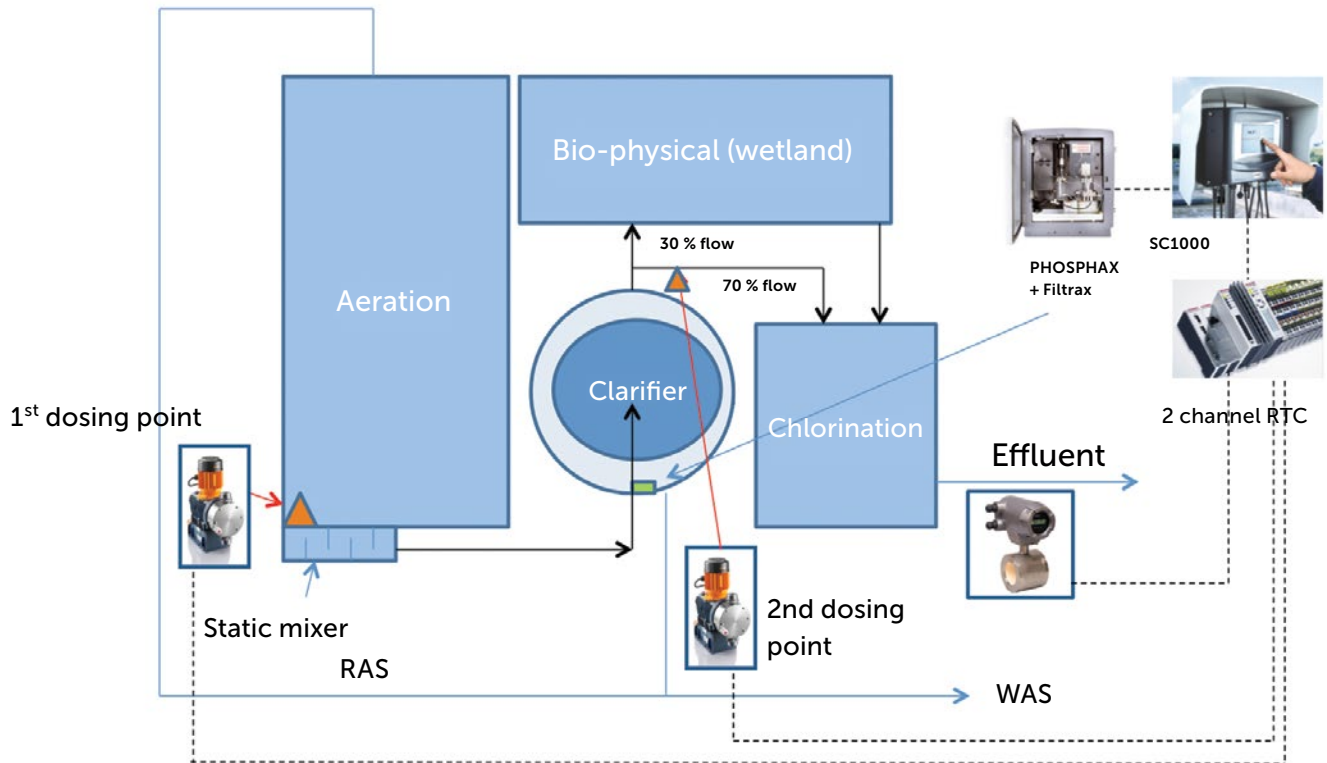 Bio-physical (wetland)
30 % flow
SC1000
PHOSPHAX
+ Filtrax
70 % flow
Aeration
Clarifier
1st dosing point
2 channel RTC
Chlorination
Effluent
2nd dosing
point
Static mixer
RAS
WAS